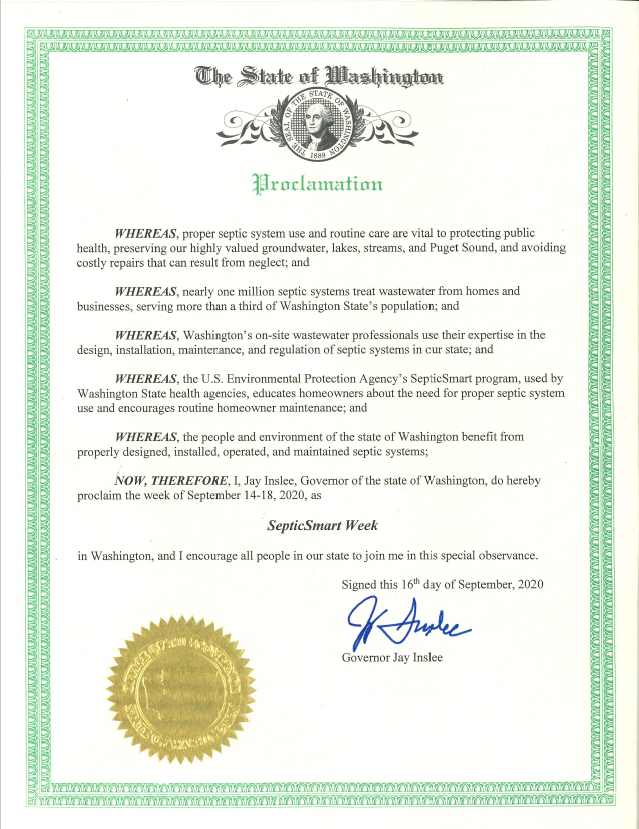 The State of Washington
THE SEAL OF THE STATE OF WASHINGTON
1889
Proclamation
WHEREAS, proper septic system use and routine care are vital to protecting public
health, preserving our highly valued groundwater, lakes, streams, and Puget Sound, and avoiding
costly repairs that can result from neglect; and
WHEREAS, nearly one million septic systems treat wastewater from homes and
businesses, serving more than a third of Washington State's population; and
WHEREAS, Washington's on-site wastewater professionals use their expertise in the
design, installation, maintenance, and regulation of septic systems in our state; and
WHEREAS, the U.S. Environmental Protection Agency's SepticSmart program, used by
Washington State health agencies, educates homeowners about the need for proper septic system
use and encourages routine homeowner maintenance; and
WHEREAS, the people and environment of the state of Washington benefit from
properly designed, installed, operated, and maintained septic systems;
NOW, THEREFORE, I, Jay Inslee, Governor of the state of Washington, do hereby
proclaim the week of September 14-18, 2020, as
SepticSmart Week
in Washington, and I encourage all people in our state to join me in this special observance.
Signed this 16th day of September, 2020
Jay Inslee
Governor Jay Inslee